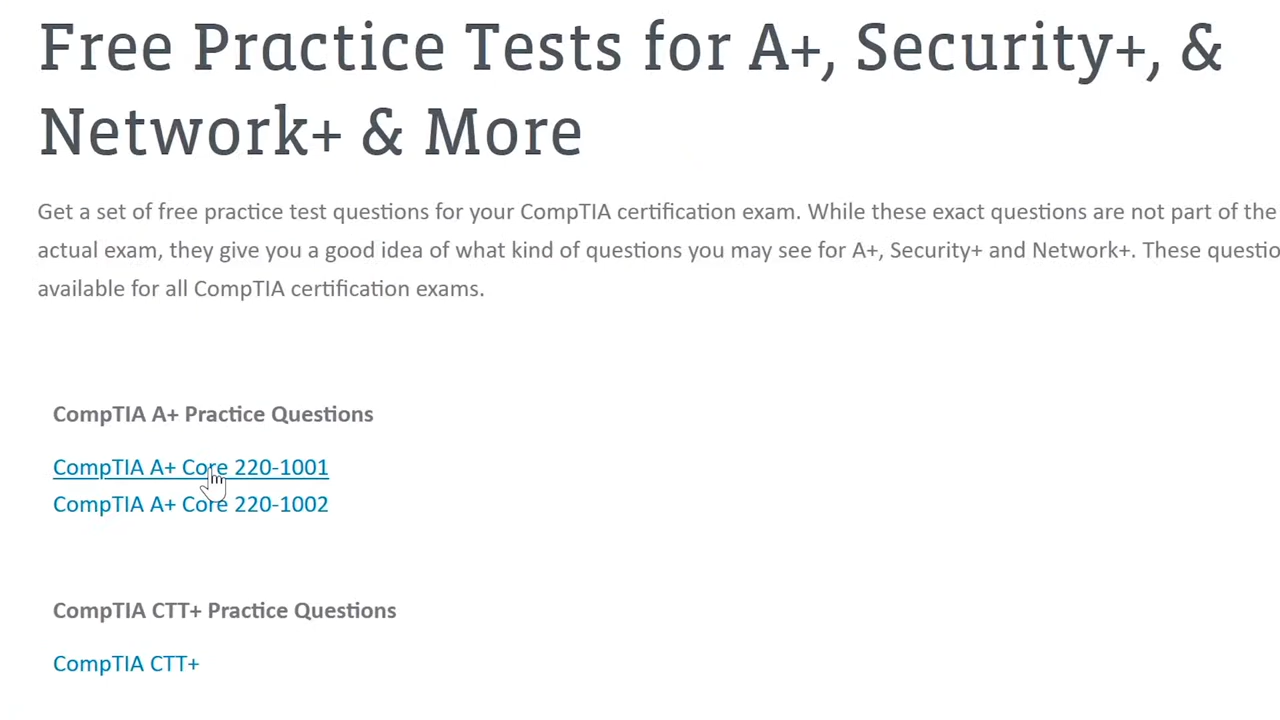 Free Practice Tests for A+, Security+, &
Network+ & More
Get a set of free practice test questions for your CompTIA certification exam. While these exact questions are not part of the
actual exam, they give you a good idea of what kind of questions you may see for A+, Security+ and Network+. These questio
available for all CompTIA certification exams.
CompTIA A+ Practice Questions
CompTIA A+ Core 220-1001
CompTIA A+ Core 220-1002
CompTIA CTT+ Practice Questions
CompTIA CTT+